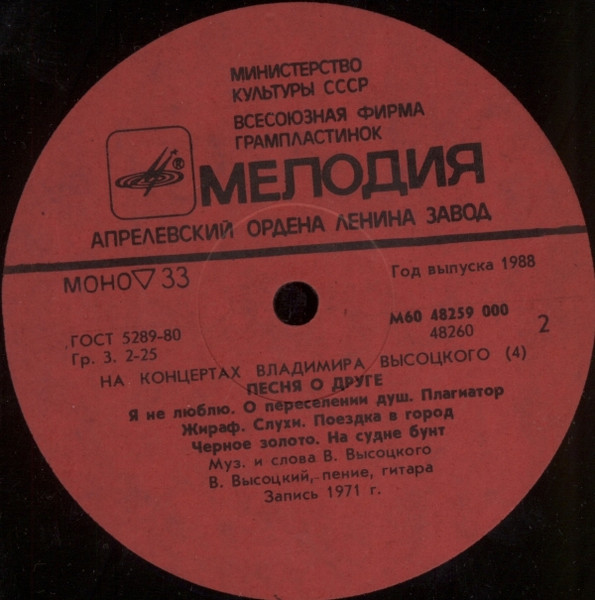 МИНИСТЕРСТВО
КУЛЬТУРЫ СССР
ВСЕСОЮЗНАЯ ФИРМА
ГРАМПЛАСТИНОК
®
МЕЛОДИЯ
АПРЕЛЕВСКИЙ ОРДЕНА ЛЕНИНА ЗАВОД
МОНО ▽ 33
Год выпуска 1988
ГОСТ 5289-80
Гр. 3. 2-25
М60 48259 000
48260
2
НА КОНЦЕРТАХ ВЛАДИМИРА ВЫСОЦКОГО (4)
ПЕСНЯ О ДРУГЕ
Я не люблю. О переселении душ. Плагиатор
Жираф. Слухи. Поездка в город
Черное золото. На судне бунт
Муз. и слова В. Высоцкого
В. Высоцкий, пение, гитара
Запись 1971 г.